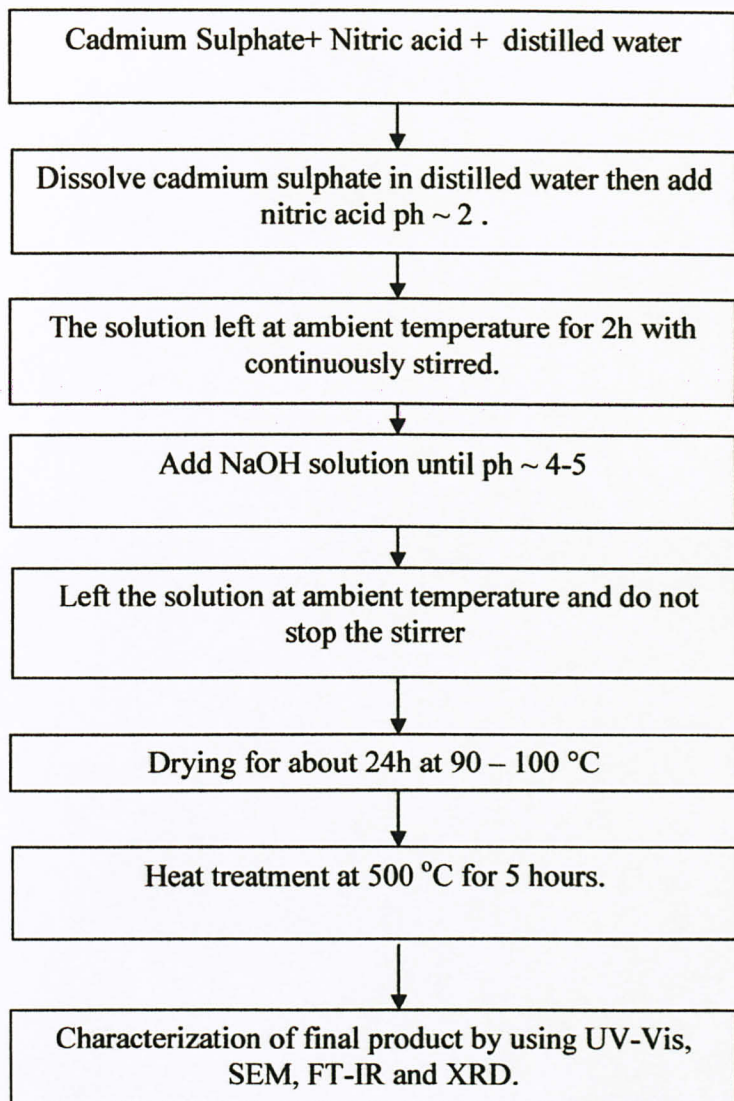 Cadmium Sulphate+ Nitric acid + distilled water
Dissolve cadmium sulphate in distilled water then add
nitric acid ph ~ 2 .
The solution left at ambient temperature for 2h with
continuously stirred.
Add NaOH solution until ph ~ 4-5
Left the solution at ambient temperature and do not
stop the stirrer
Drying for about 24h at 90 – 100 °C
Heat treatment at 500 °C for 5 hours.
Characterization of final product by using UV-Vis,
SEM, FT-IR and XRD.